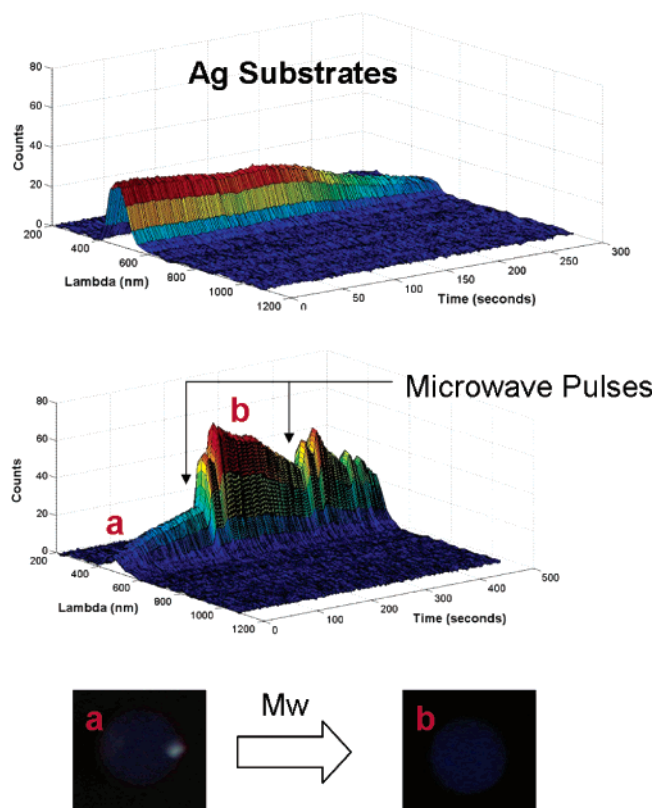 Ag Substrates
80
60
40
20
0
Counts
200
400
600
800
1000
1200
Lambda (nm)
0
50
100
150
200
250
300
Time (seconds)
Microwave Pulses
b
a
80
60
40
20
0
Counts
200
400
600
800
1000
1200
Lambda (nm)
0
100
200
300
400
500
Time (seconds)
a
Mw
b